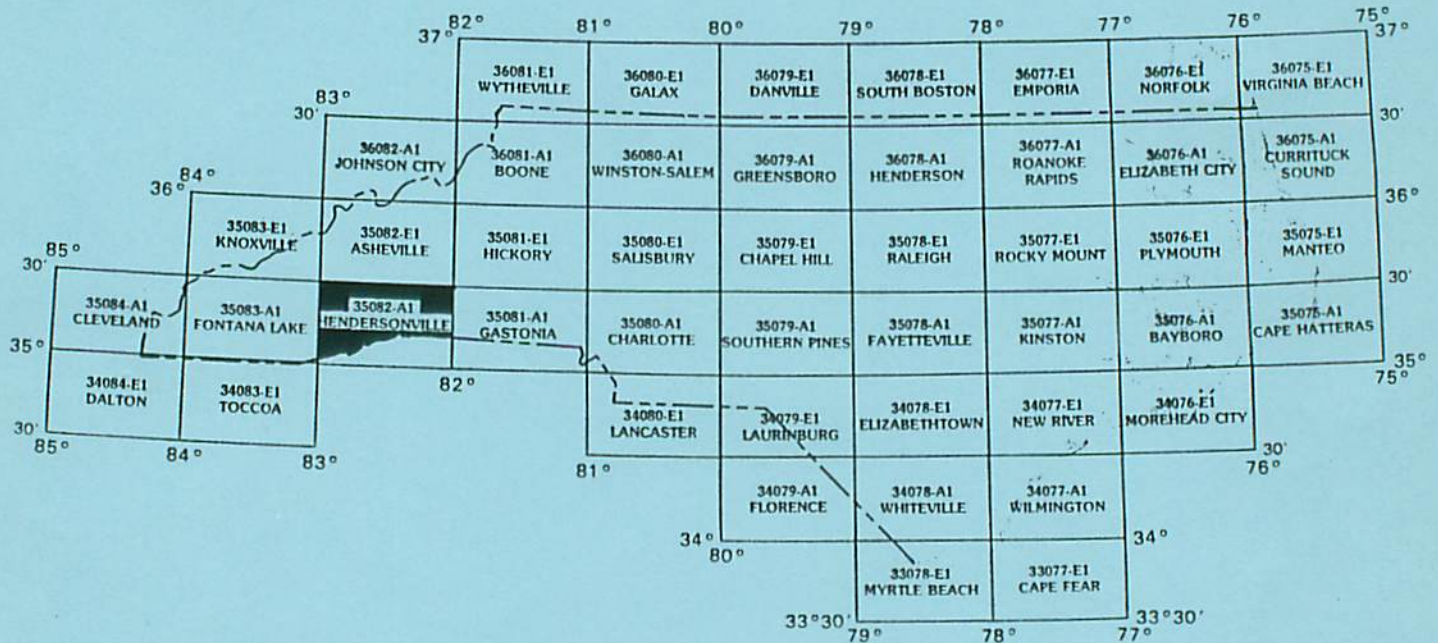 82° 81° 80° 79° 78° 77° 76° 75°
37° 37°
36081-E1 36080-E1 36079-E1 36078-E1 36077-E1 36076-E1 36075-E1
WYTHEVILLE GALAX DANVILLE SOUTH BOSTON EMPORIA NORFOLK VIRGINIA BEACH
83°
30' 30'
36082-A1 36081-A1 36080-A1 36079-A1 36078-A1 36077-A1 36076-A1 36075-A1
JOHNSON CITY BOONE WINSTON-SALEM GREENSBORO HENDERSON ROANOKE RAPIDS ELIZABETH CITY CURRITUCK SOUND
84°
36° 36°
35083-E1 35082-E1 35081-E1 35080-E1 35079-E1 35078-E1 35077-E1 35076-E1 35075-E1
KNOXVILLE ASHEVILLE HICKORY SALISBURY CHAPEL HILL RALEIGH ROCKY MOUNT PLYMOUTH MANTEO
85°
30' 30'
35084-A1 35083-A1 35082-A1 35081-A1 35080-A1 35079-A1 35078-A1 35077-A1 35076-A1 35075-A1
CLEVELAND FONTANA LAKE HENDERSONVILLE GASTONIA CHARLOTTE SOUTHERN PINES FAYETTEVILLE KINSTON BAYBORO CAPE HATTERAS
35° 35°
82° 75°
34084-E1 34083-E1 34080-E1 34079-E1 34078-E1 34077-E1 34076-E1
DALTON TOCCOA LANCASTER LAURINBURG ELIZABETHTOWN NEW RIVER MOREHEAD CITY
30' 30'
85° 84° 83° 81° 76°
34079-A1 34078-A1 34077-A1
FLORENCE WHITEVILLE WILMINGTON
34° 34°
80°
33078-E1 33077-E1
MYRTLE BEACH CAPE FEAR
33°30' 33°30'
79° 78° 77°